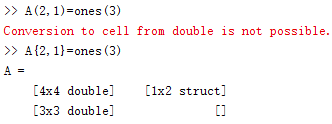 >> A(2,1)=ones(3)
Conversion to cell from double is not possible.
>> A{2,1}=ones(3)
A =
[4x4 double] [1x2 struct]
[3x3 double] []